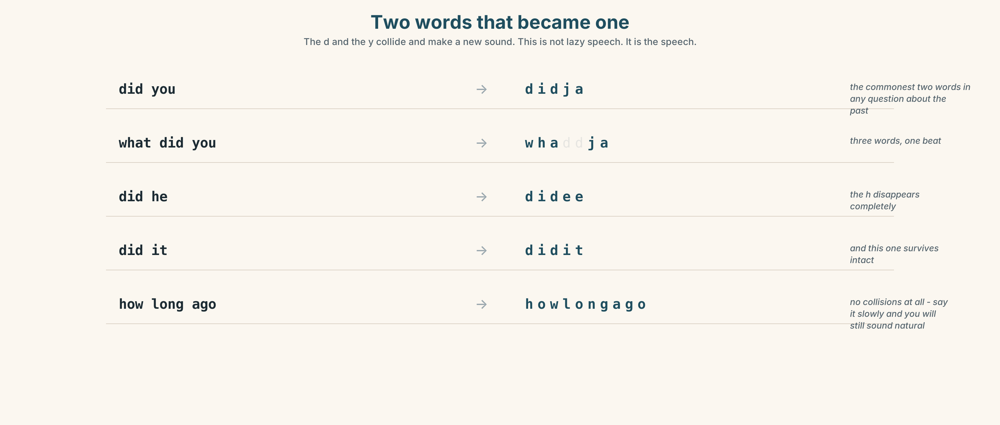 Two words that became one
The d and the y collide and make a new sound. This is not lazy speech. It is the speech.
did you → didja
the commonest two words in
any question about the
past
what did you → whaddja
three words, one beat
did he → didee
the h disappears
completely
did it → didit
and this one survives
intact
how long ago → howlongago
no collisions at all - say
it slowly and you will
still sound natural